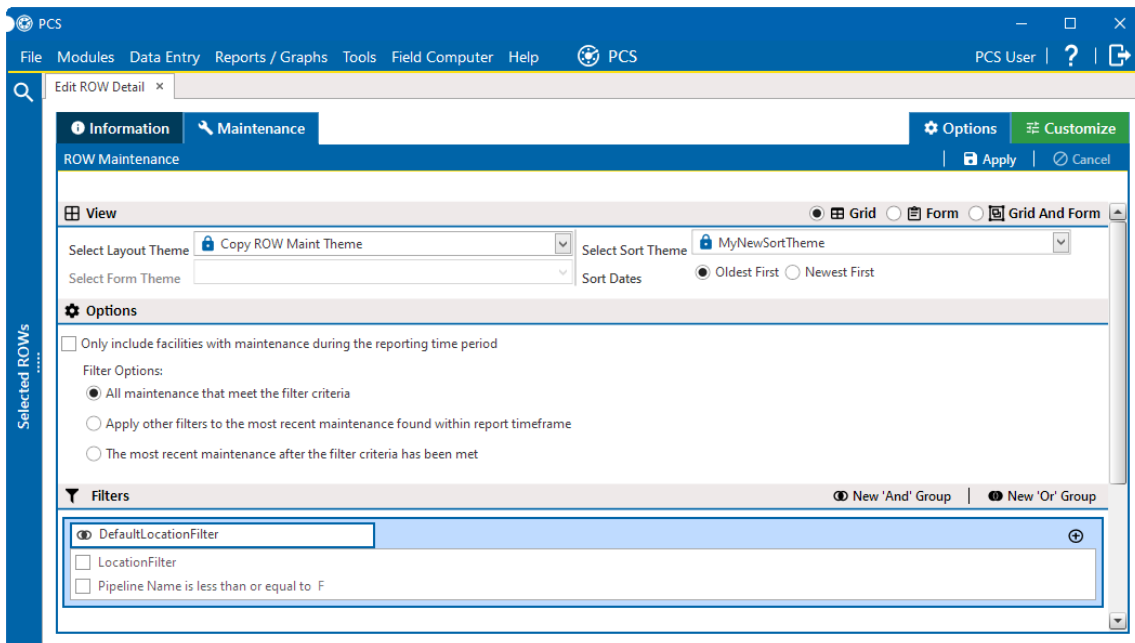 PCS
File Modules Data Entry Reports / Graphs Tools Field Computer Help PCS PCS User | ? |
Edit ROW Detail ×
Information Maintenance Options Customize
ROW Maintenance | Apply | Cancel
View Grid Form Grid And Form
Select Layout Theme Copy ROW Maint Theme Select Sort Theme MyNewSortTheme
Select Form Theme Sort Dates Oldest First Newest First
Options
Only include facilities with maintenance during the reporting time period
Filter Options:
All maintenance that meet the filter criteria
Selected ROWs
Apply other filters to the most recent maintenance found within report timeframe
The most recent maintenance after the filter criteria has been met
Filters New 'And' Group | New 'Or' Group
DefaultLocationFilter
LocationFilter
Pipeline Name is less than or equal to F